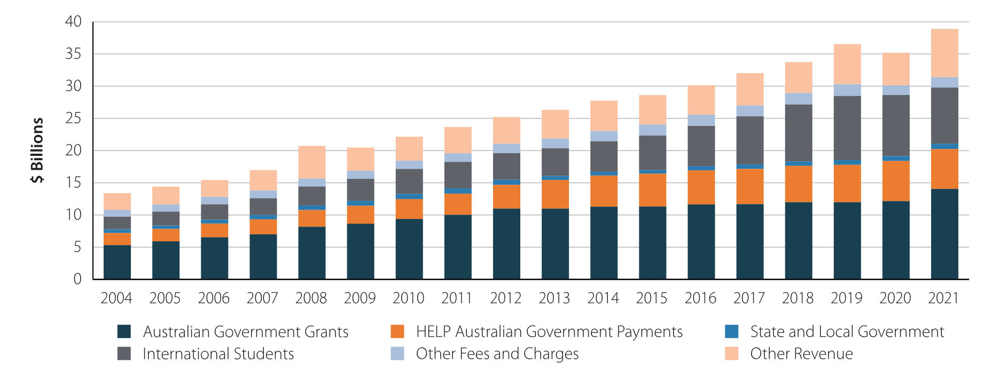 40
35
30
25
20
15
10
5
0
$ Billions
2004 2005 2006 2007 2008 2009 2010 2011 2012 2013 2014 2015 2016 2017 2018 2019 2020 2021
Australian Government Grants HELP Australian Government Payments State and Local Government
International Students Other Fees and Charges Other Revenue